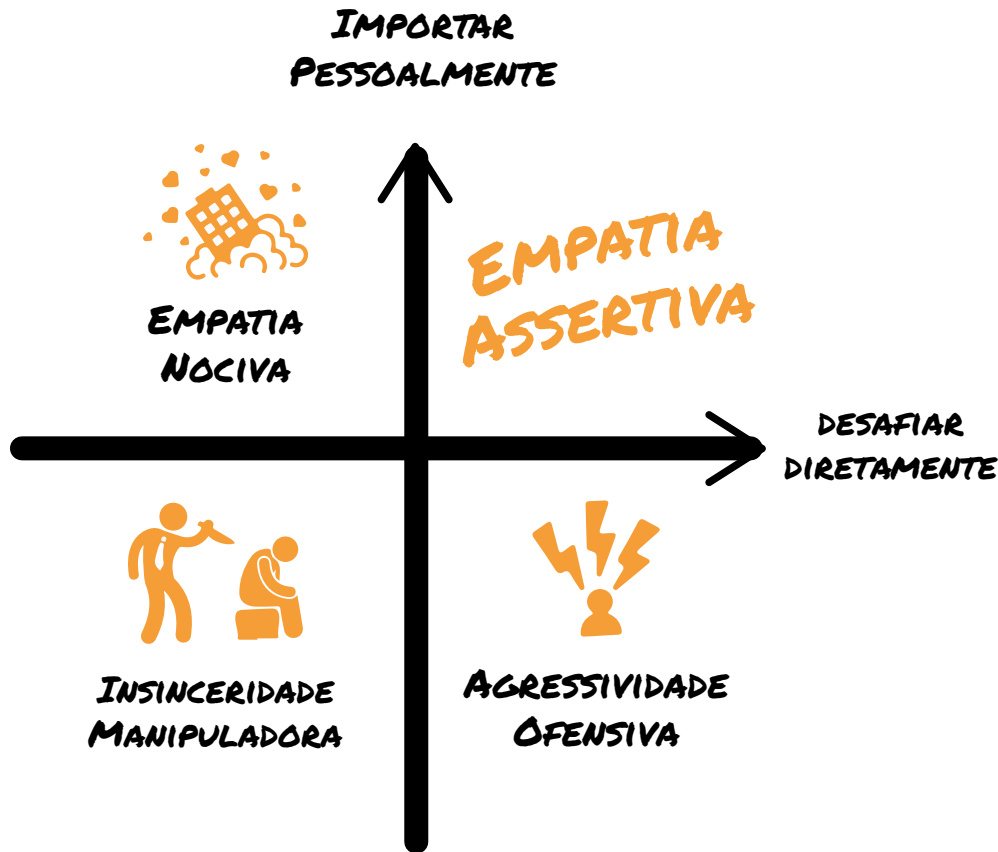 Importar
Pessoalmente
Empatia
Assertiva
Empatia
Nociva
desafiar
diretamente
Insinceridade
Manipuladora
Agressividade
Ofensiva